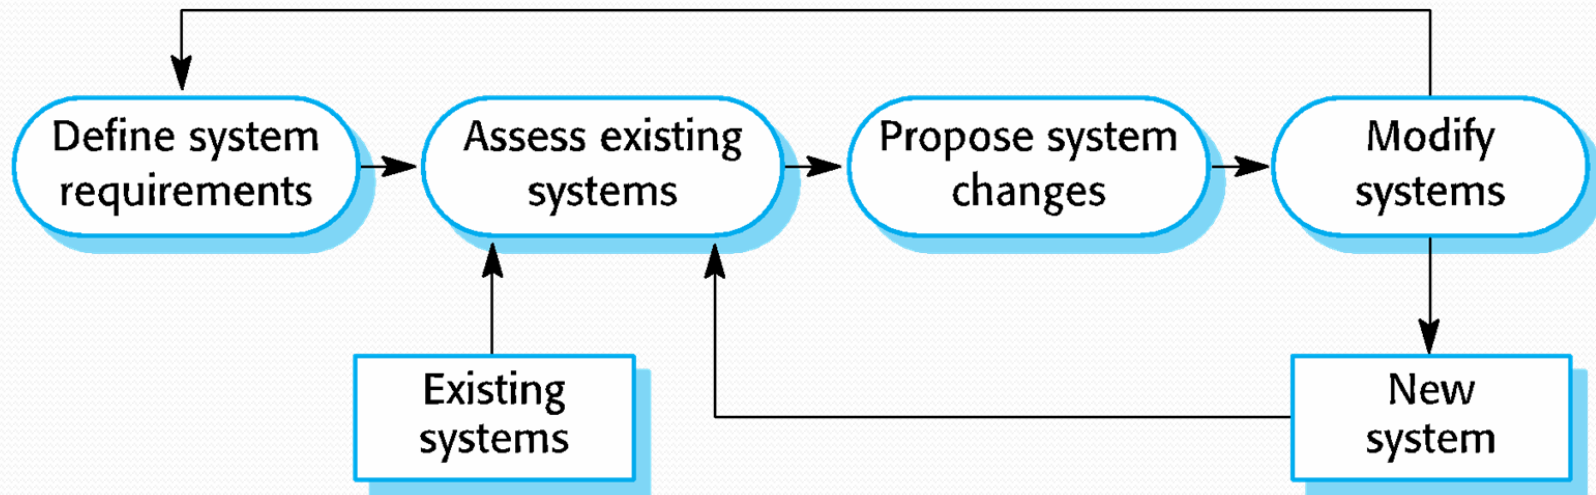 Define system
requirements
Assess existing
systems
Propose system
changes
Modify
systems
Existing
systems
New
system